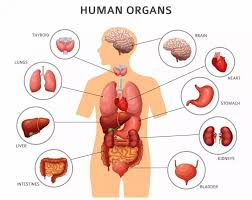 HUMAN ORGANS
THYROID
BRAIN
LUNGS
HEART
STOMACH
LIVER
KIDNEYS
INTESTINES
BLADDER